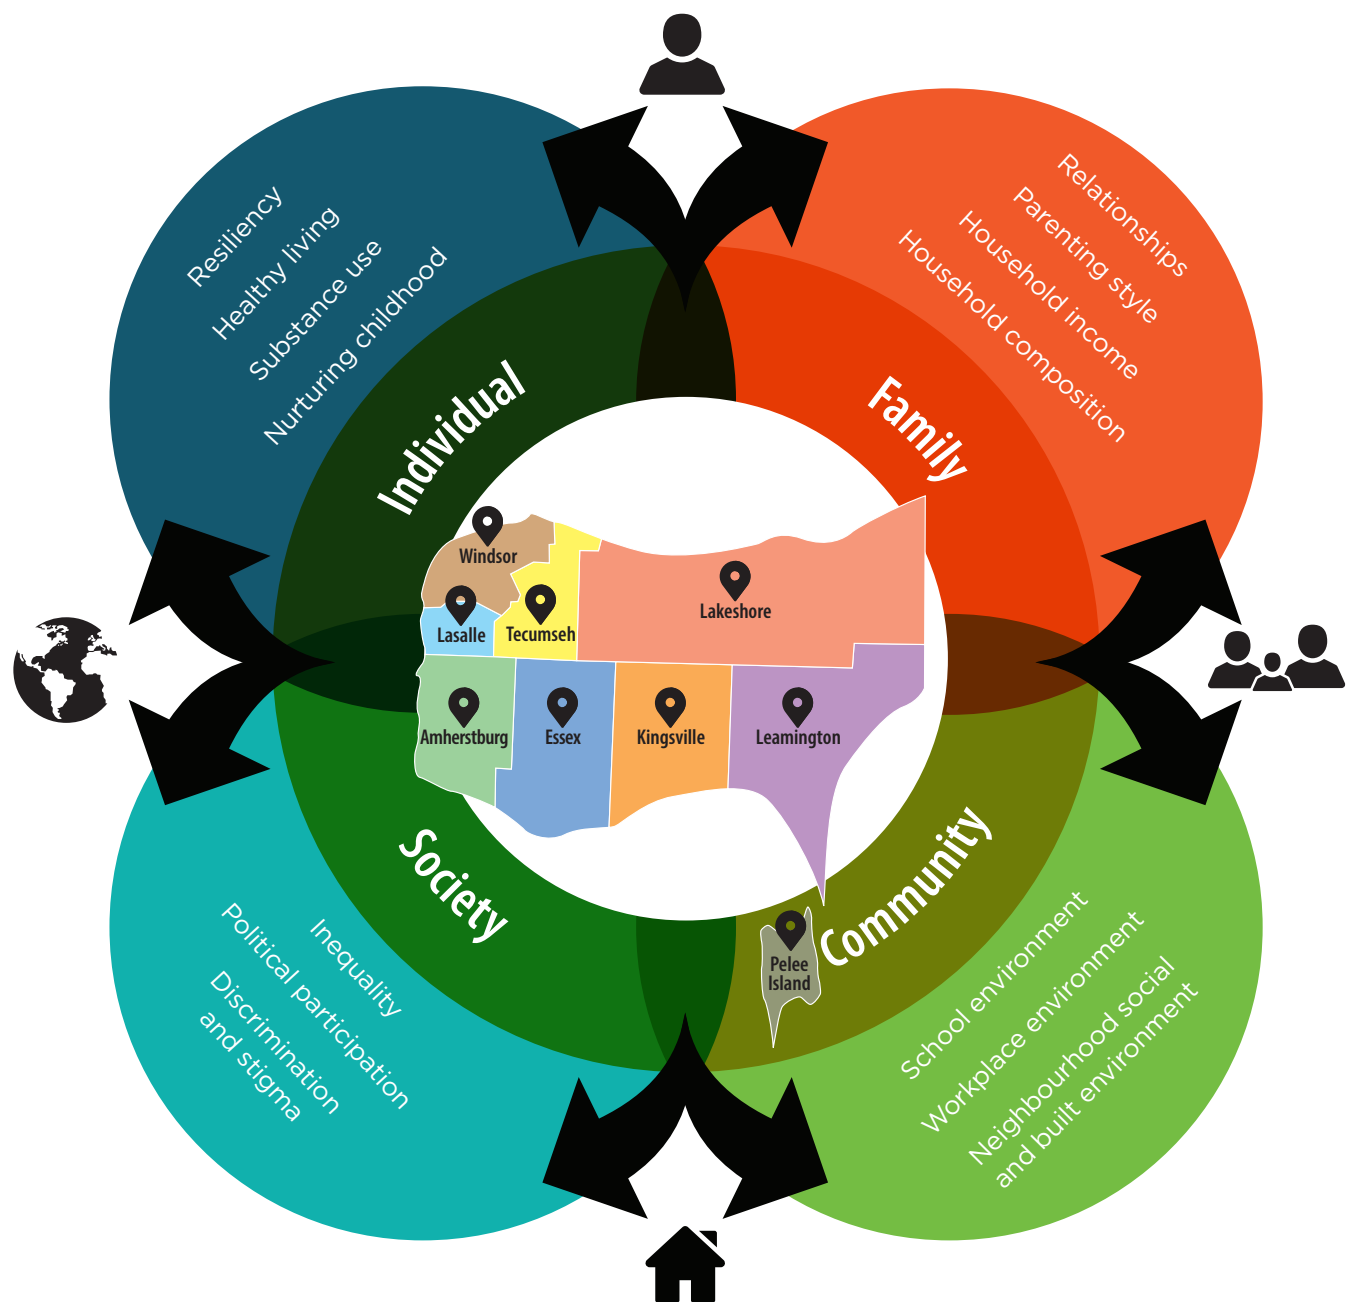 Resiliency
Healthy living
Substance use
Nurturing childhood
Individual
Relationships
Parenting style
Household income
Household composition
Family
Windsor
Lasalle
Tecumseh
Lakeshore
Amherstburg
Essex
Kingsville
Leamington
Pelee
Island
Society
Inequality
Political participation
Discrimination
and stigma
Community
School environment
Workplace environment
Neighbourhood social
and built environment